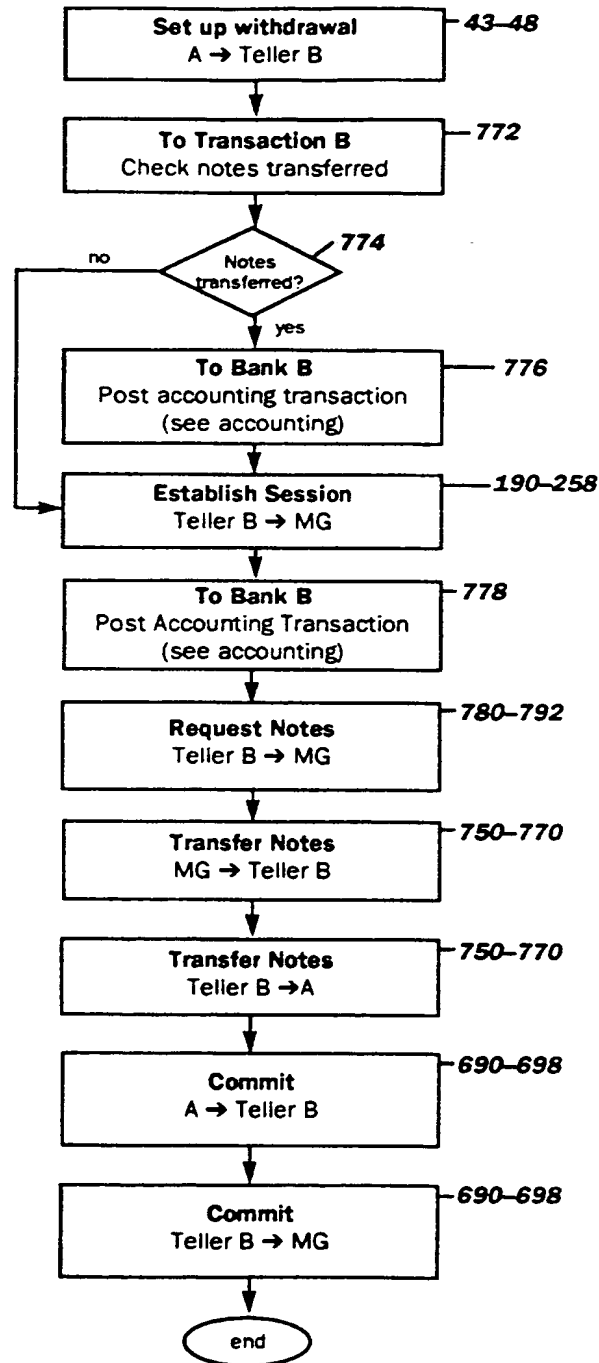 Set up withdrawal
A → Teller B
43–48
To Transaction B
Check notes transferred
772
774
no
Notes
transferred?
yes
To Bank B
Post accounting transaction
(see accounting)
776
Establish Session
Teller B → MG
190–258
To Bank B
Post Accounting Transaction
(see accounting)
778
Request Notes
Teller B → MG
780–792
Transfer Notes
MG → Teller B
750–770
Transfer Notes
Teller B →A
750–770
Commit
A → Teller B
690–698
Commit
Teller B → MG
690–698
end